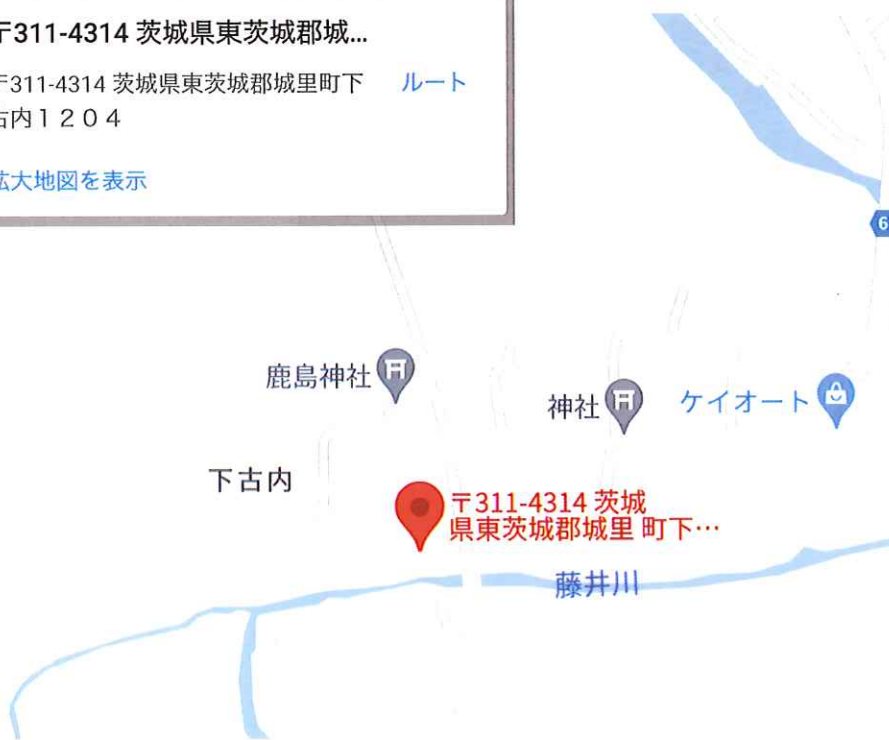 〒311-4314 茨城県東茨城郡城...
〒311-4314 茨城県東茨城郡城里町下
古内１２０４
ルート
拡大地図を表示
6
鹿島神社
神社
ケイオート
下古内
〒311-4314 茨城
県東茨城郡城里 町下…
藤井川